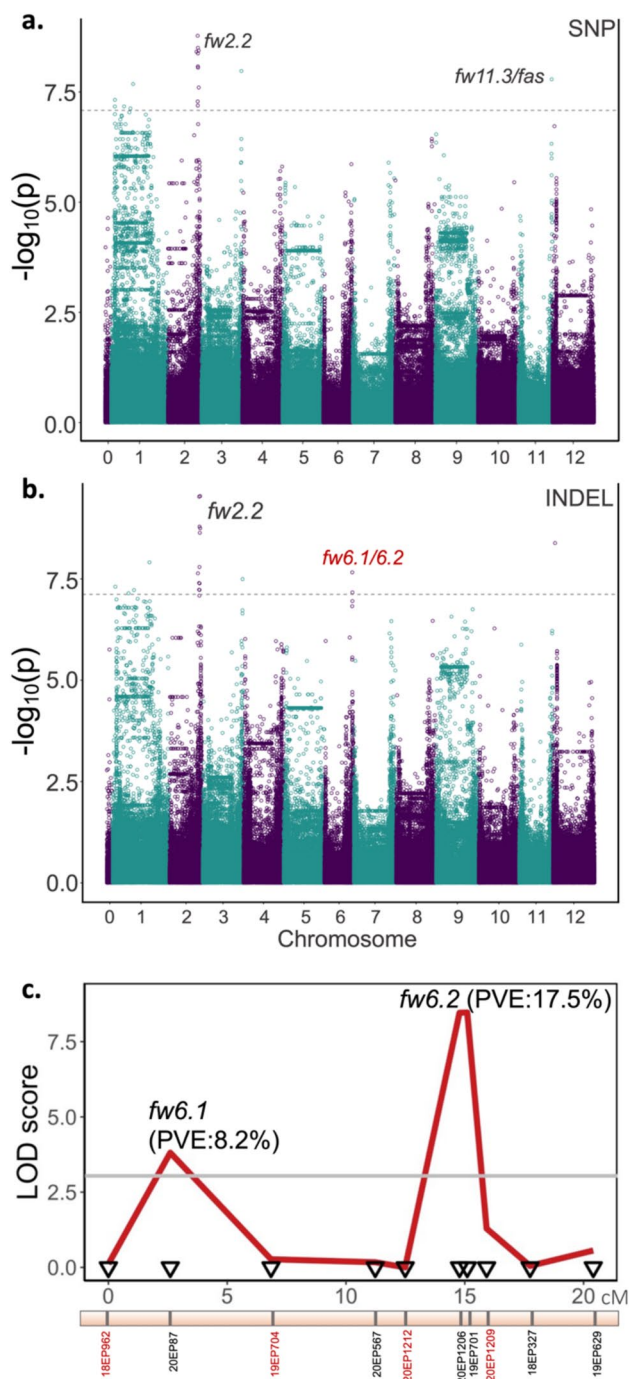 a.
SNP
fw2.2
fw11.3/fas
7.5
5.0
2.5
0.0
-log10(p)
0 1 2 3 4 5 6 7 8 9 10 11 12
b.
INDEL
fw2.2
fw6.1/6.2
7.5
5.0
2.5
0.0
-log10(p)
0 1 2 3 4 5 6 7 8 9 10 11 12
Chromosome
c.
fw6.2 (PVE:17.5%)
fw6.1
(PVE:8.2%)
7.5
5.0
2.5
0.0
LOD score
0 5 10 15 20 cM
18EP962
20EP87
19EP704
20EP567
20EP1212
20EP1206
19EP701
20EP1209
18EP327
19EP629